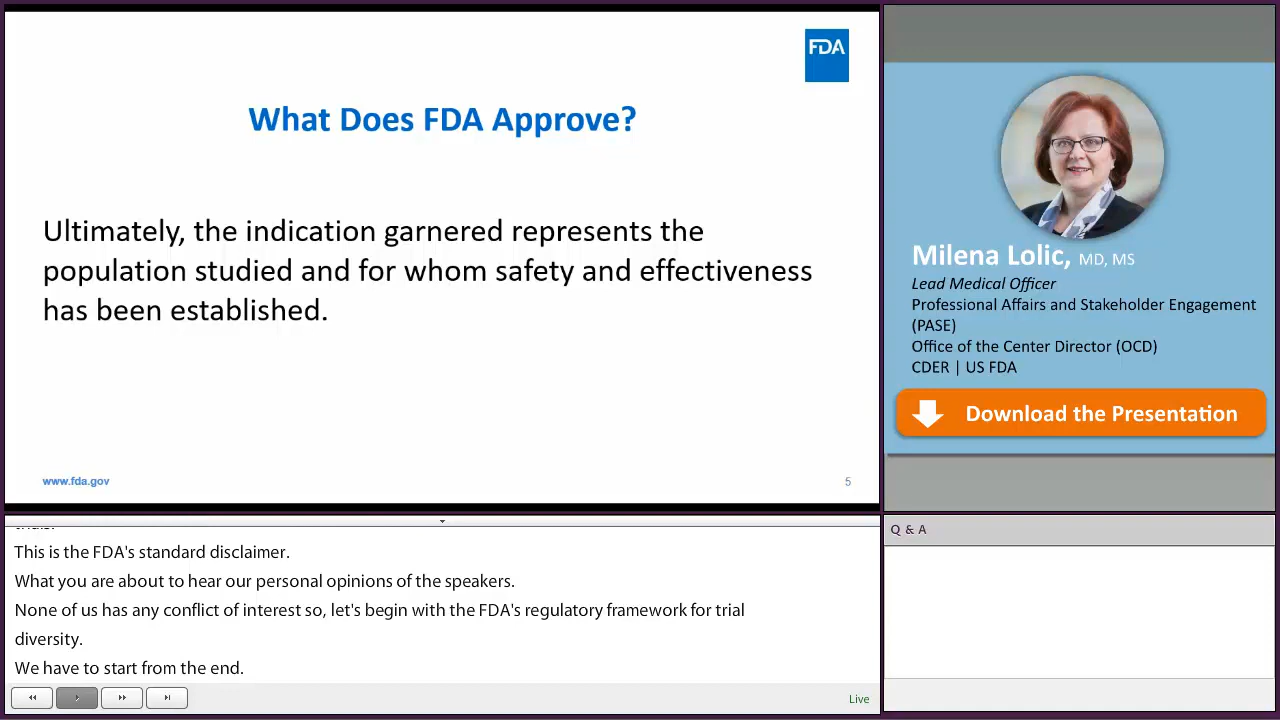 FDA
What Does FDA Approve?
Ultimately, the indication garnered represents the
population studied and for whom safety and effectiveness
has been established.
www.fda.gov
5
Milena Lolic, MD, MS
Lead Medical Officer
Professional Affairs and Stakeholder Engagement
(PASE)
Office of the Center Director (OCD)
CDER | US FDA
Download the Presentation
This is the FDA's standard disclaimer.
What you are about to hear our personal opinions of the speakers.
None of us has any conflict of interest so, let's begin with the FDA's regulatory framework for trial
diversity.
We have to start from the end.
Live
Q & A